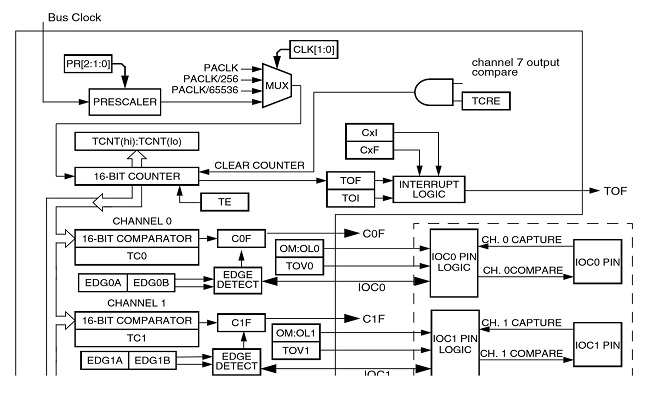 Bus Clock
CLK[1:0]
PR[2:1:0]
PACLK
PACLK/256
PACLK/65536
MUX
PRESCALER
channel 7 output
compare
TCRE
TCNT(hi):TCNT(lo)
CxI
CxF
CLEAR COUNTER
16-BIT COUNTER
TE
TOF
TOI
INTERRUPT
LOGIC
TOF
CHANNEL 0
16-BIT COMPARATOR
TC0
C0F
C0F
OM:OL0
TOV0
EDG0A
EDG0B
EDGE
DETECT
IOC0
IOC0 PIN
LOGIC
CH. 0 CAPTURE
CH. 0COMPARE
IOC0 PIN
CHANNEL 1
16-BIT COMPARATOR
TC1
C1F
C1F
OM:OL1
TOV1
EDG1A
EDG1B
EDGE
DETECT
IOC1
IOC1 PIN
LOGIC
CH. 1 CAPTURE
CH. 1 COMPARE
IOC1 PIN